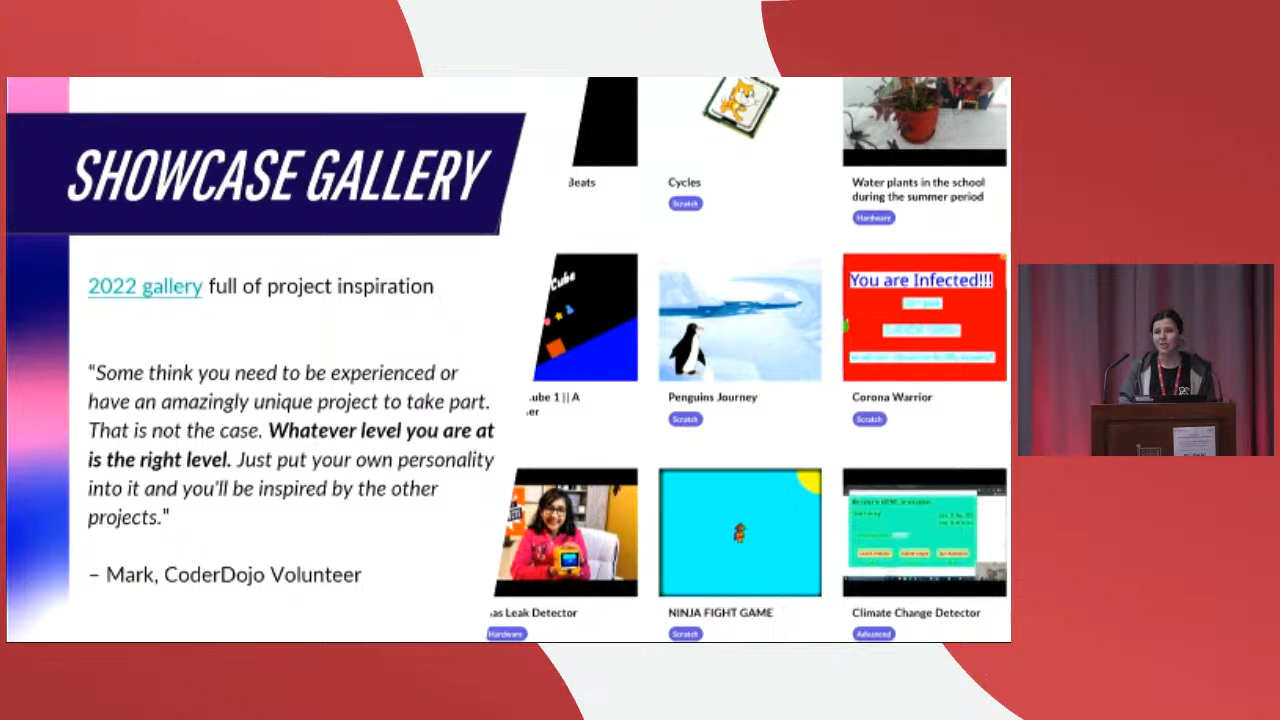 SHOWCASE GALLERY
2022 gallery full of project inspiration
"Some think you need to be experienced or
have an amazingly unique project to take part.
That is not the case. Whatever level you are at
is the right level. Just put your own personality
into it and you'll be inspired by the other
projects."
– Mark, CoderDojo Volunteer
Beats
Cycles
Scratch
Water plants in the school
during the summer period
Hardware
Cube
ube 1 || A
er
Penguins Journey
Scratch
You are Infected!!!
Corona Warrior
Scratch
as Leak Detector
Hardware
NINJA FIGHT GAME
Scratch
Climate Change Detector
Advanced